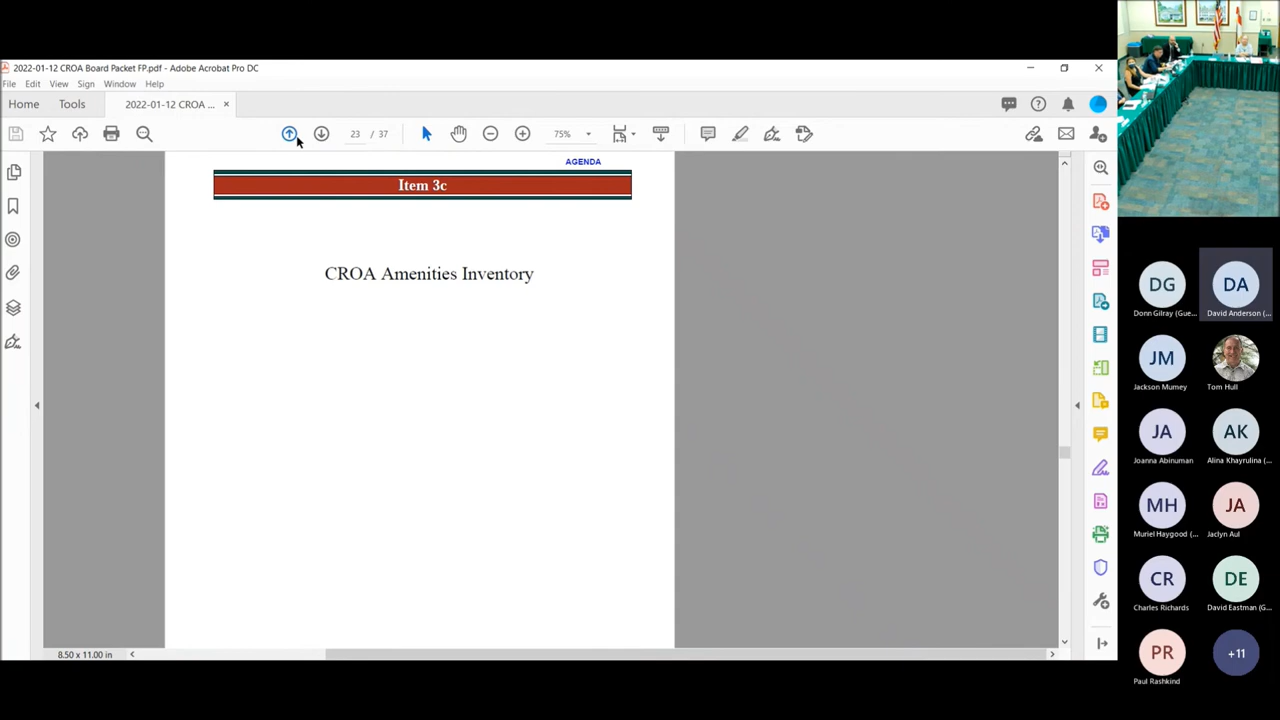 2022-01-12 CROA Board Packet FP.pdf - Adobe Acrobat Pro DC
File Edit View Sign Window Help
Home Tools 2022-01-12 CROA ... ×
23 / 37 75%
AGENDA
Item 3c
CROA Amenities Inventory
8.50 x 11.00 in
DG DA
Donn Gilray (Gue... David Anderson (...
JM
Jackson Mumey Tom Hull
JA AK
Joanna Abinuman Alina Khayrulina (...
MH JA
Muriel Haygood (... Jaclyn Aul
CR DE
Charles Richards David Eastman (G...
PR +11
Paul Rashkind